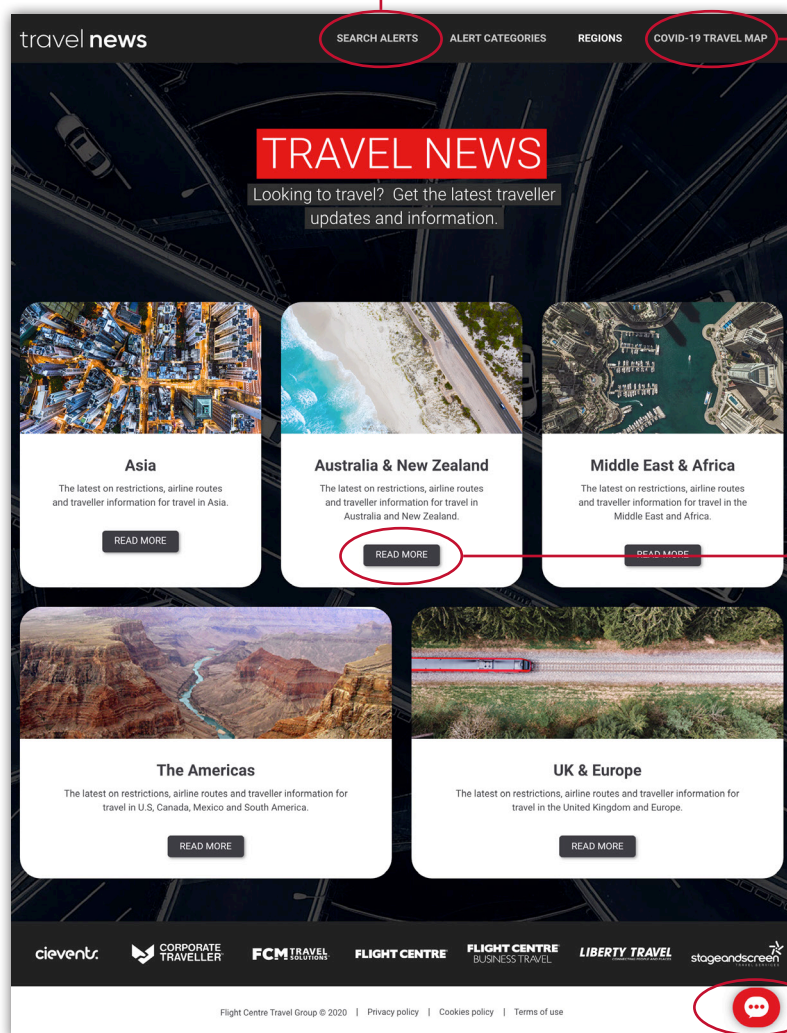 travel news
SEARCH ALERTS
ALERT CATEGORIES
REGIONS
COVID-19 TRAVEL MAP
TRAVEL NEWS
Looking to travel? Get the latest traveller
updates and information.
Asia
The latest on restrictions, airline routes
and traveller information for travel in Asia.
READ MORE
Australia & New Zealand
The latest on restrictions, airline routes
and traveller information for travel in
Australia and New Zealand.
READ MORE
Middle East & Africa
The latest on restrictions, airline routes
and traveller information for travel in the
Middle East and Africa.
READ MORE
The Americas
The latest on restrictions, airline routes and traveller information for
travel in U.S, Canada, Mexico and South America.
READ MORE
UK & Europe
The latest on restrictions, airline routes and traveller information for
travel in the United Kingdom and Europe.
READ MORE
cievents.
CORPORATE
TRAVELLER
FCM TRAVEL
SOLUTIONS
FLIGHT CENTRE
FLIGHT CENTRE
BUSINESS TRAVEL
LIBERTY TRAVEL
CONNECTING PEOPLE AND PLACES
stageandscreen
TRAVEL SERVICES
Flight Centre Travel Group © 2020 | Privacy policy | Cookies policy | Terms of use